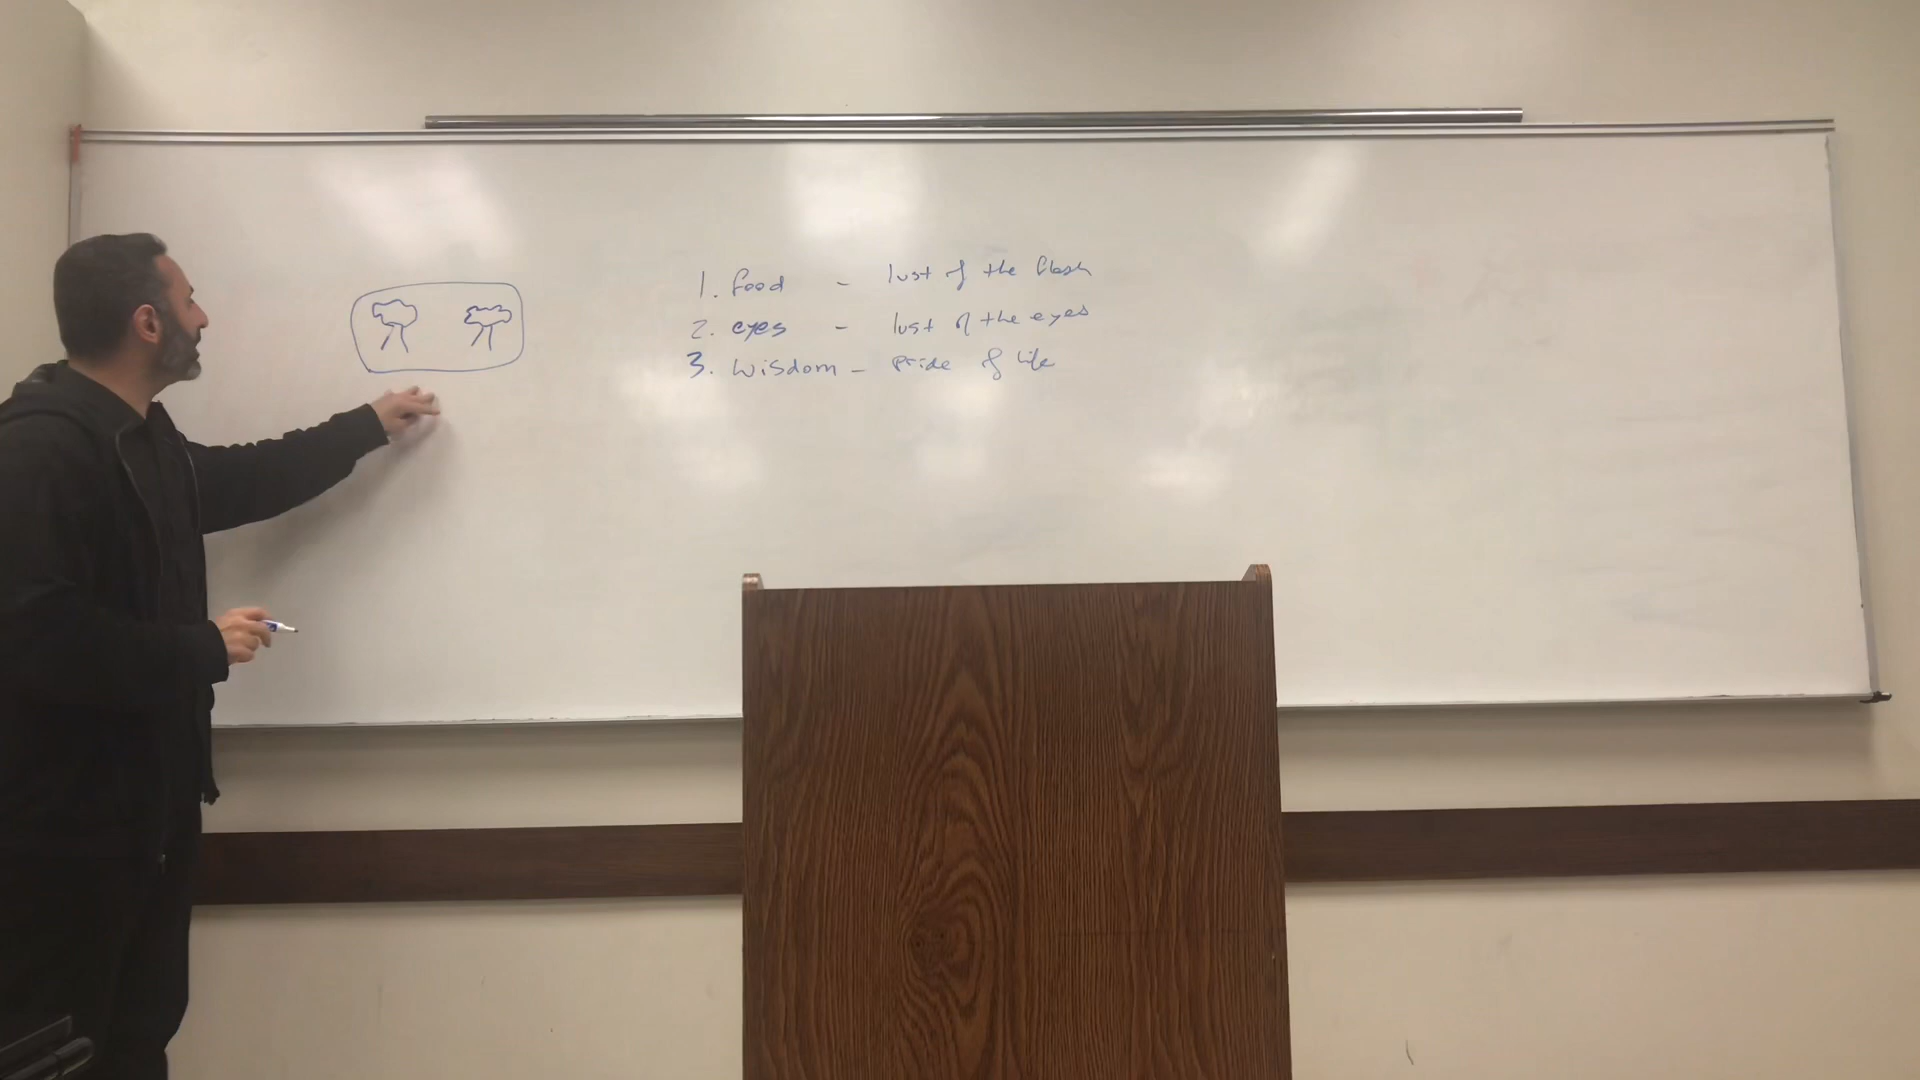 1. food - lust of the flesh
2. eyes - lust of the eyes
3. wisdom - Pride of life